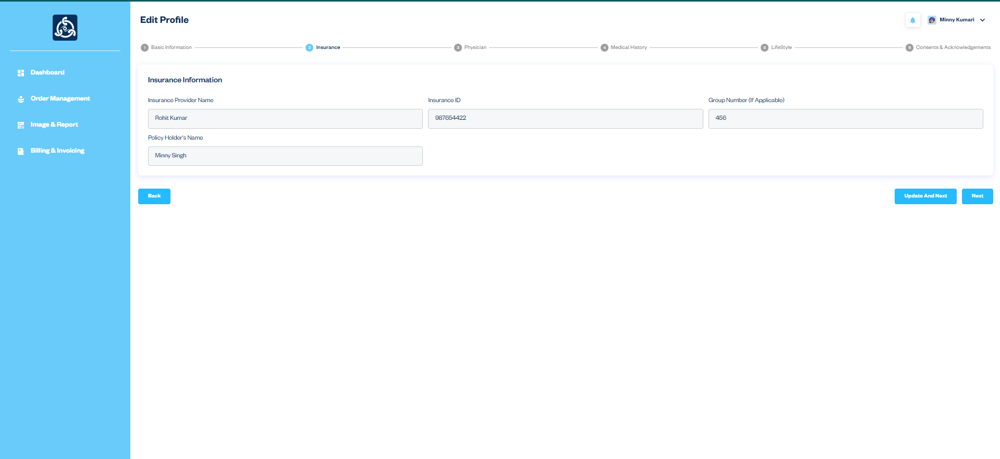 Edit Profile
Minny Kumari
1 Basic Information
2 Insurance
3 Physician
4 Medical History
5 LifeStyle
6 Consents & Acknowledgements
Dashboard
Order Management
Image & Report
Billing & Invoicing
Insurance Information
Insurance Provider Name
Rohit Kumar
Insurance ID
987654422
Group Number (If Applicable)
456
Policy Holder's Name
Minny Singh
Back
Update And Next
Next